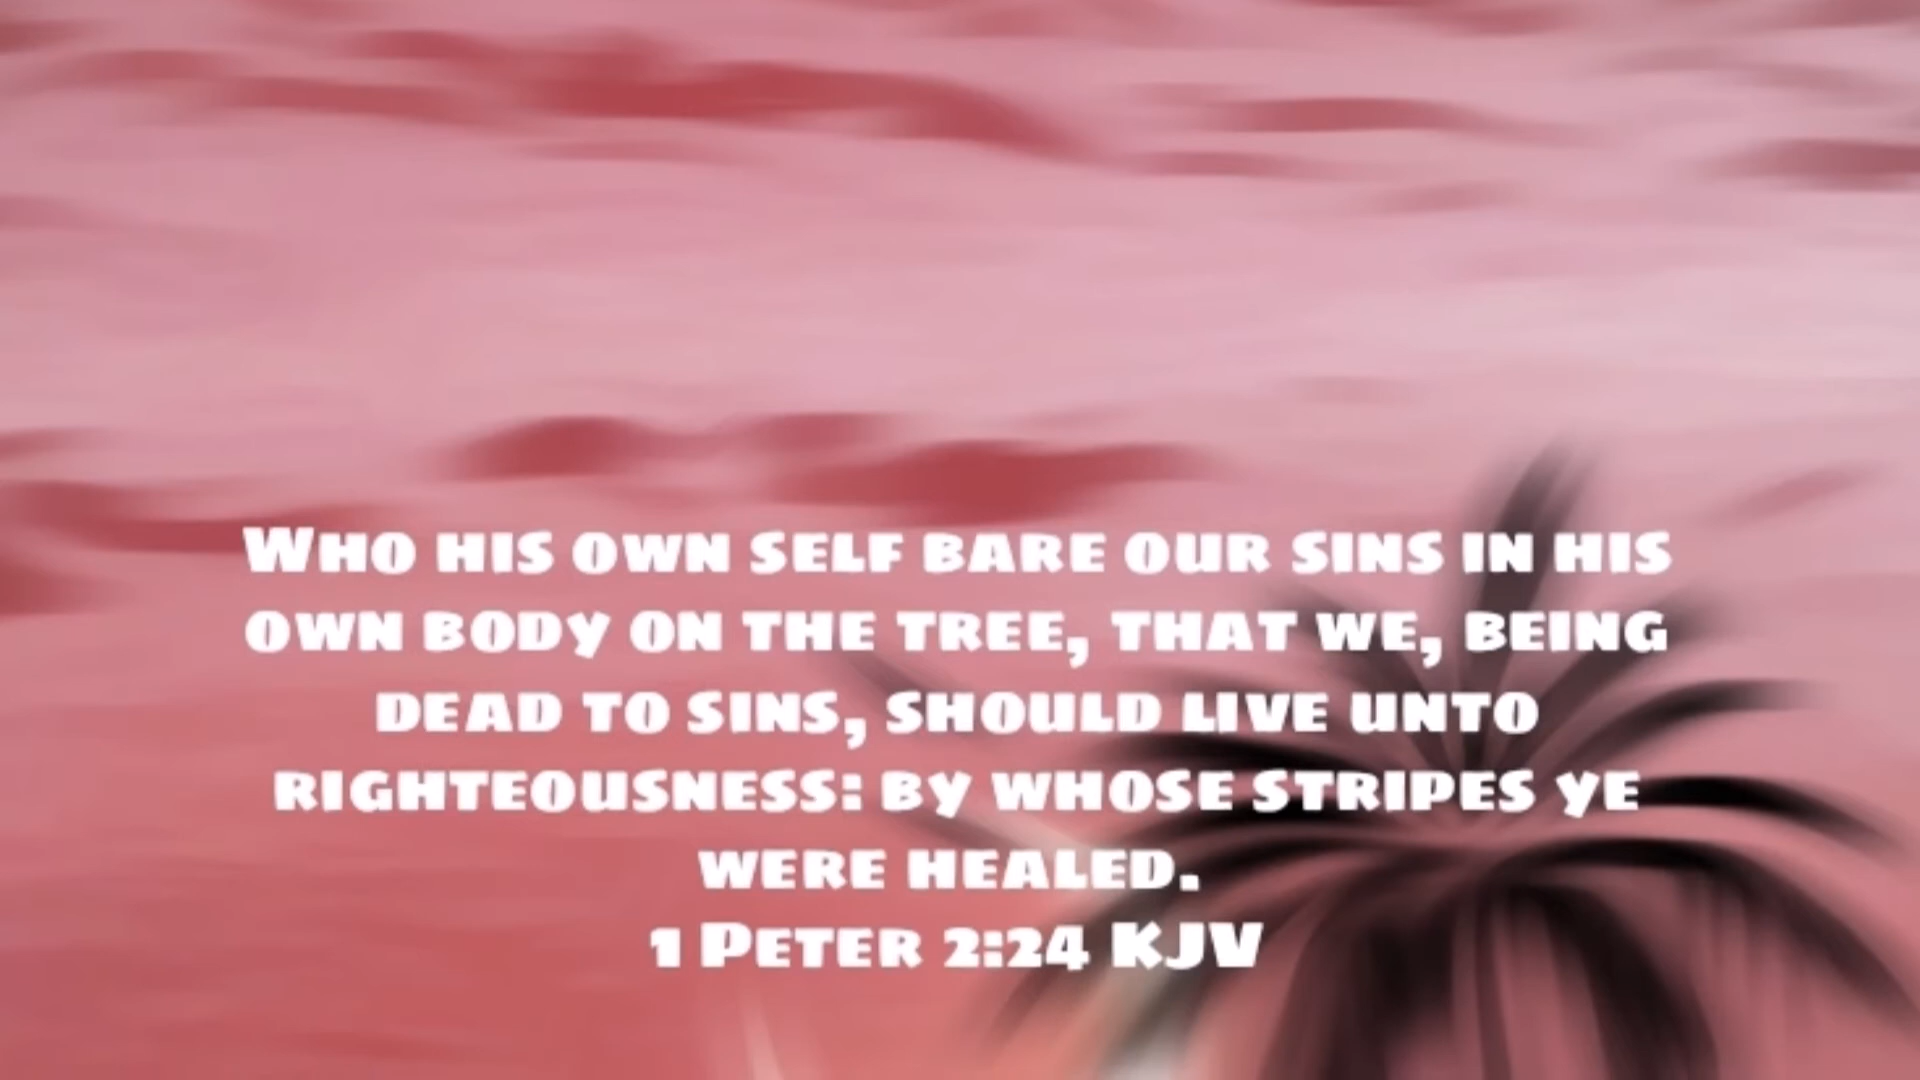 Who his own self bare our sins in his
own body on the tree, that we, being
dead to sins, should live unto
righteousness: by whose stripes ye
were healed.
1 Peter 2:24 KJV